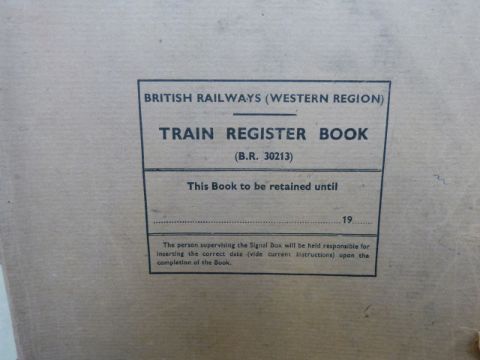 BRITISH RAILWAYS (WESTERN REGION)
TRAIN REGISTER BOOK
(B.R. 30213)
This Book to be retained until
19
The person supervising the Signal Box will be held responsible for
inserting the correct date (vide current instructions) upon the
completion of the Book.